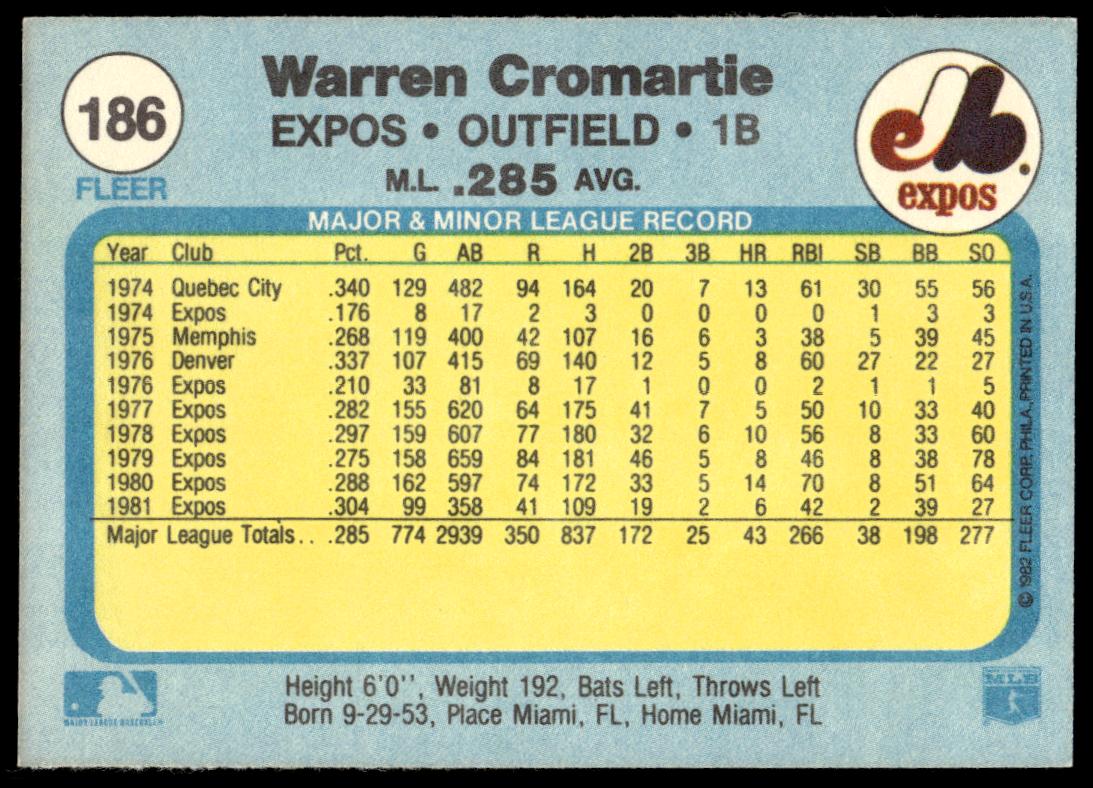 186
FLEER
Warren Cromartie
EXPOS • OUTFIELD • 1B
M.L. .285 AVG.
eb
expos
MAJOR & MINOR LEAGUE RECORD
Year Club Pct. G AB R H 2B 3B HR RBI SB BB SO
1974 Quebec City .340 129 482 94 164 20 7 13 61 30 55 56
1974 Expos .176 8 17 2 3 0 0 0 0 1 3 3
1975 Memphis .268 119 400 42 107 16 6 3 38 5 39 45
1976 Denver .337 107 415 69 140 12 5 8 60 27 22 27
1976 Expos .210 33 81 8 17 1 0 0 2 1 1 5
1977 Expos .282 155 620 64 175 41 7 5 50 10 33 40
1978 Expos .297 159 607 77 180 32 6 10 56 8 33 60
1979 Expos .275 158 659 84 181 46 5 8 46 8 38 78
1980 Expos .288 162 597 74 172 33 5 14 70 8 51 64
1981 Expos .304 99 358 41 109 19 2 6 42 2 39 27
Major League Totals. . .285 774 2939 350 837 172 25 43 266 38 198 277
© 1982 FLEER CORP. PHILA., PRINTED IN U.S.A.
MAJOR LEAGUE BASEBALL
Height 6'0'', Weight 192, Bats Left, Throws Left
Born 9-29-53, Place Miami, FL, Home Miami, FL
MLB